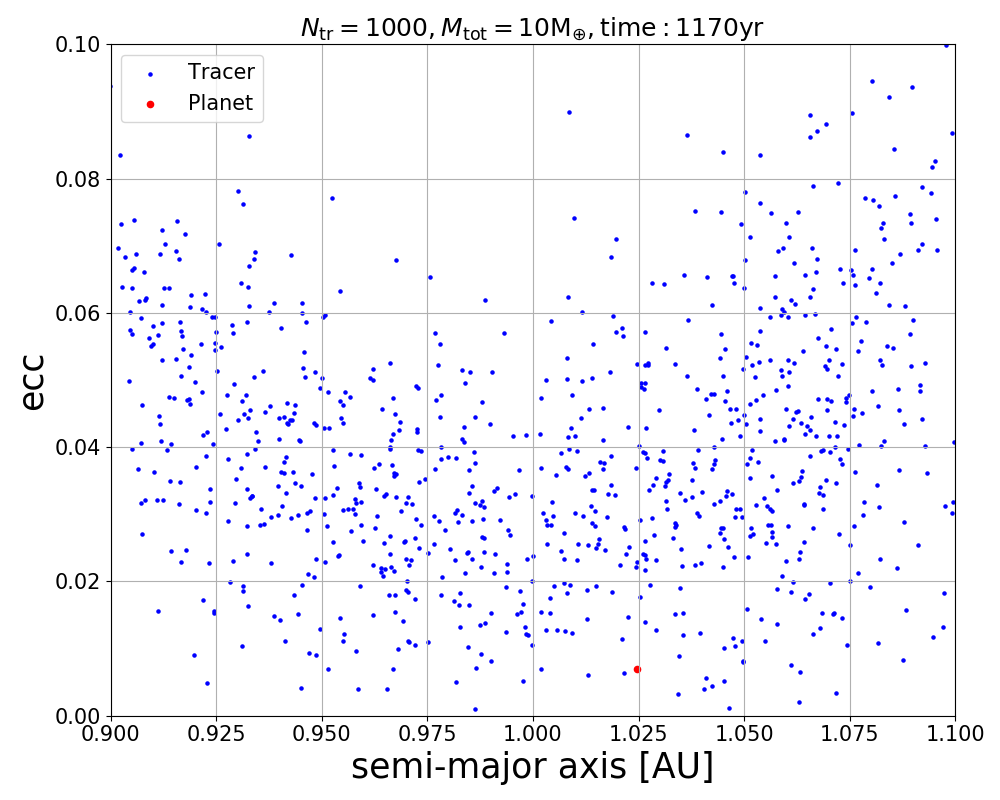 N_tr = 1000, M_tot = 10M_⊕, time : 1170yr
Tracer
Planet
ecc
0.10
0.08
0.06
0.04
0.02
0.00
0.900 0.925 0.950 0.975 1.000 1.025 1.050 1.075 1.100
semi-major axis [AU]